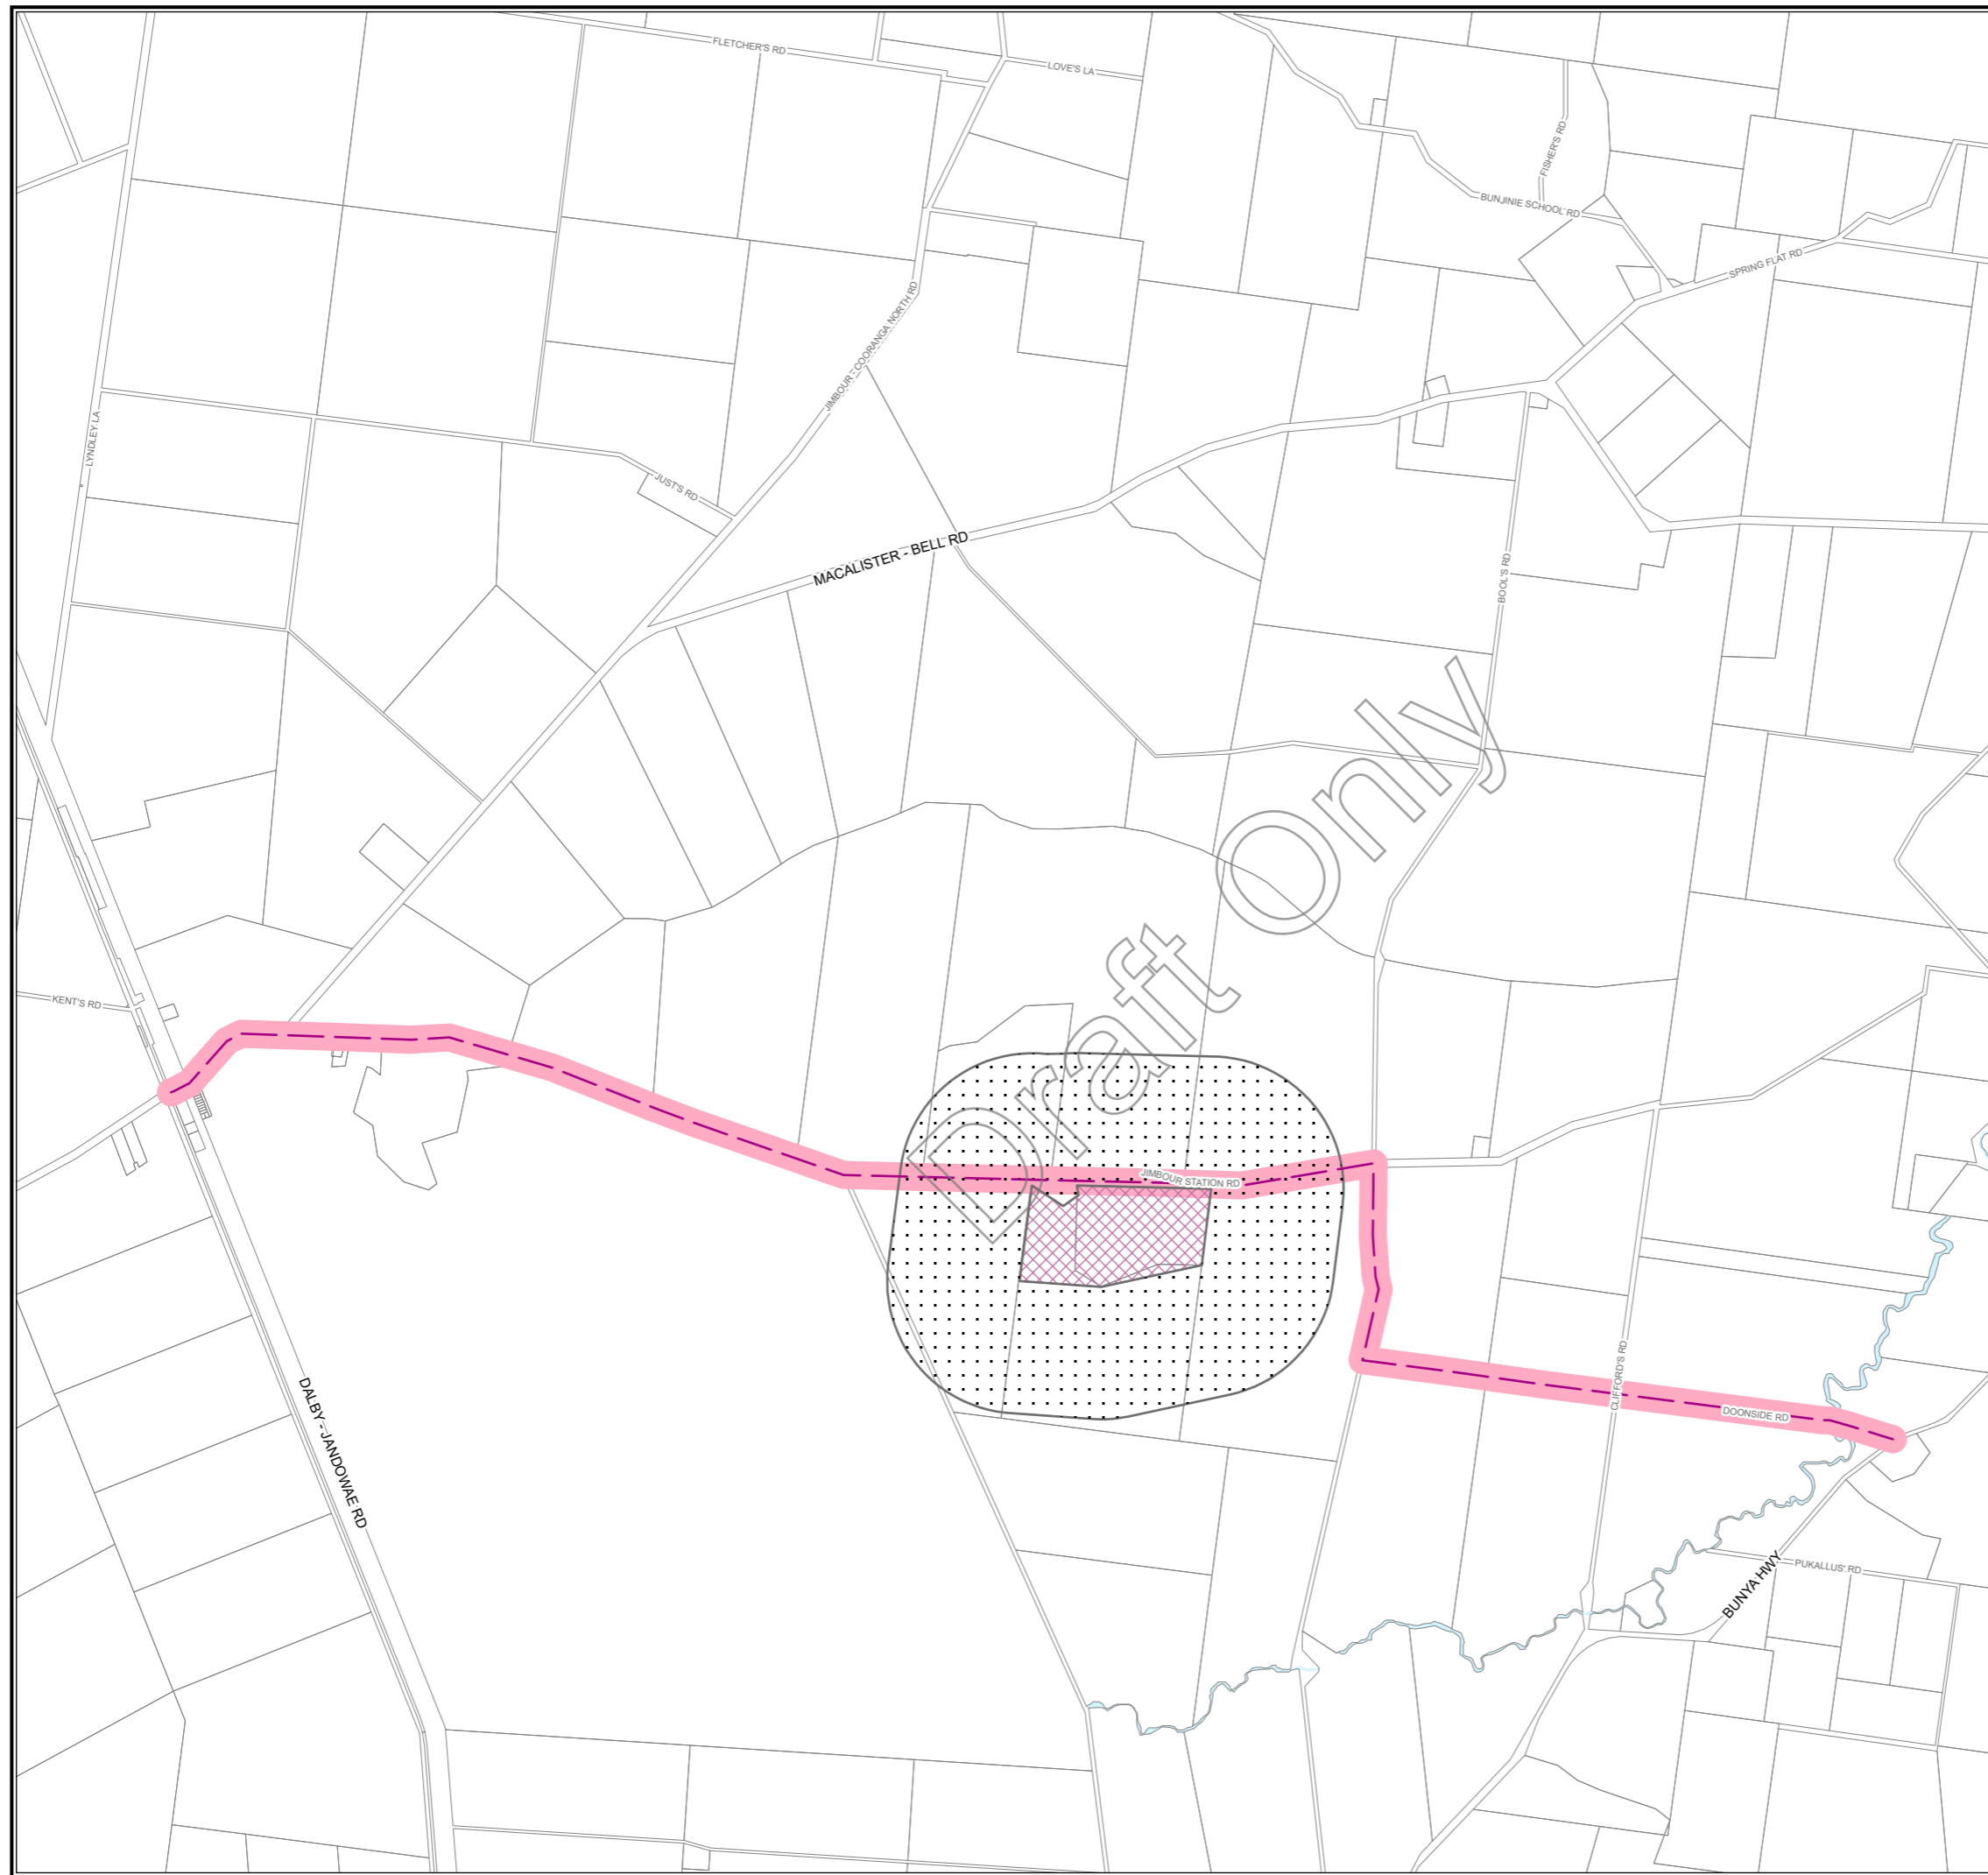 FLETCHER'S RD
LOVE'S LA
FISHER'S RD
BUNJINIE SCHOOL RD
SPRING FLAT RD
JIMBOUR - COORANGA NORTH RD
LYNDLEY LA
JUST'S RD
MACALISTER - BELL RD
BOOL'S RD
Draft Only
KENT'S RD
JIMBOUR STATION RD
CLIFFORD'S RD
DOONSIDE RD
DALBY - JANDOWAE RD
PUKALLUS' RD
BUNYA HWY